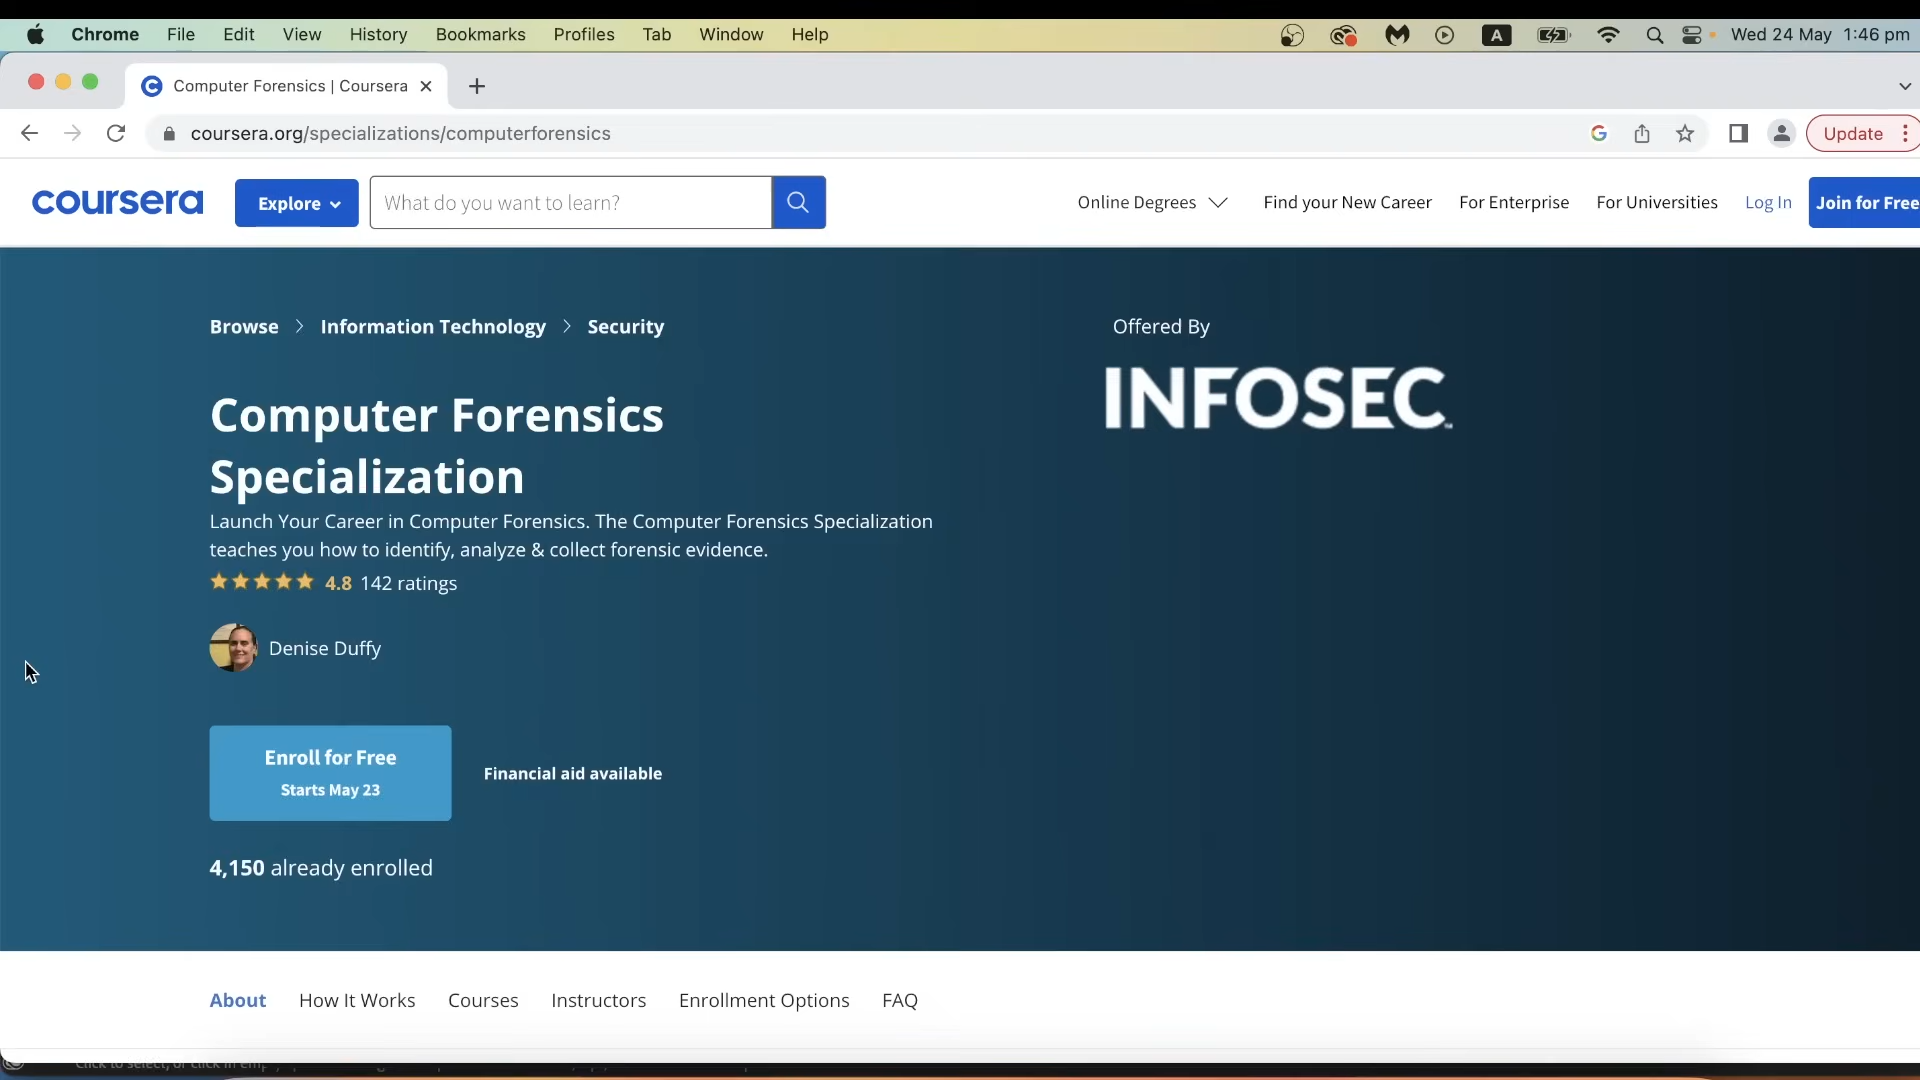 Chrome File Edit View History Bookmarks Profiles Tab Window Help A Wed 24 May 1:46 pm
Computer Forensics | Coursera
coursera.org/specializations/computerforensics Update
coursera Explore What do you want to learn? Online Degrees Find your New Career For Enterprise For Universities Log In Join for Free
Browse > Information Technology > Security
Offered By
INFOSEC
Computer Forensics
Specialization
Launch Your Career in Computer Forensics. The Computer Forensics Specialization
teaches you how to identify, analyze & collect forensic evidence.
4.8 142 ratings
Denise Duffy
Enroll for Free
Starts May 23
Financial aid available
4,150 already enrolled
About How It Works Courses Instructors Enrollment Options FAQ